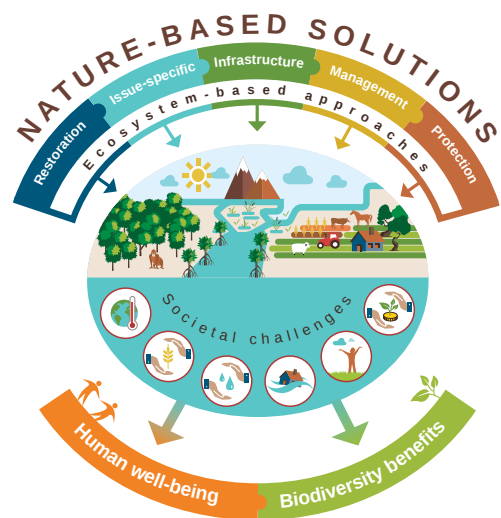 NATURE-BASED SOLUTIONS
Restoration
Issue-specific
Infrastructure
Management
Protection
Ecosystem-based approaches
Societal challenges
Human well-being
Biodiversity benefits